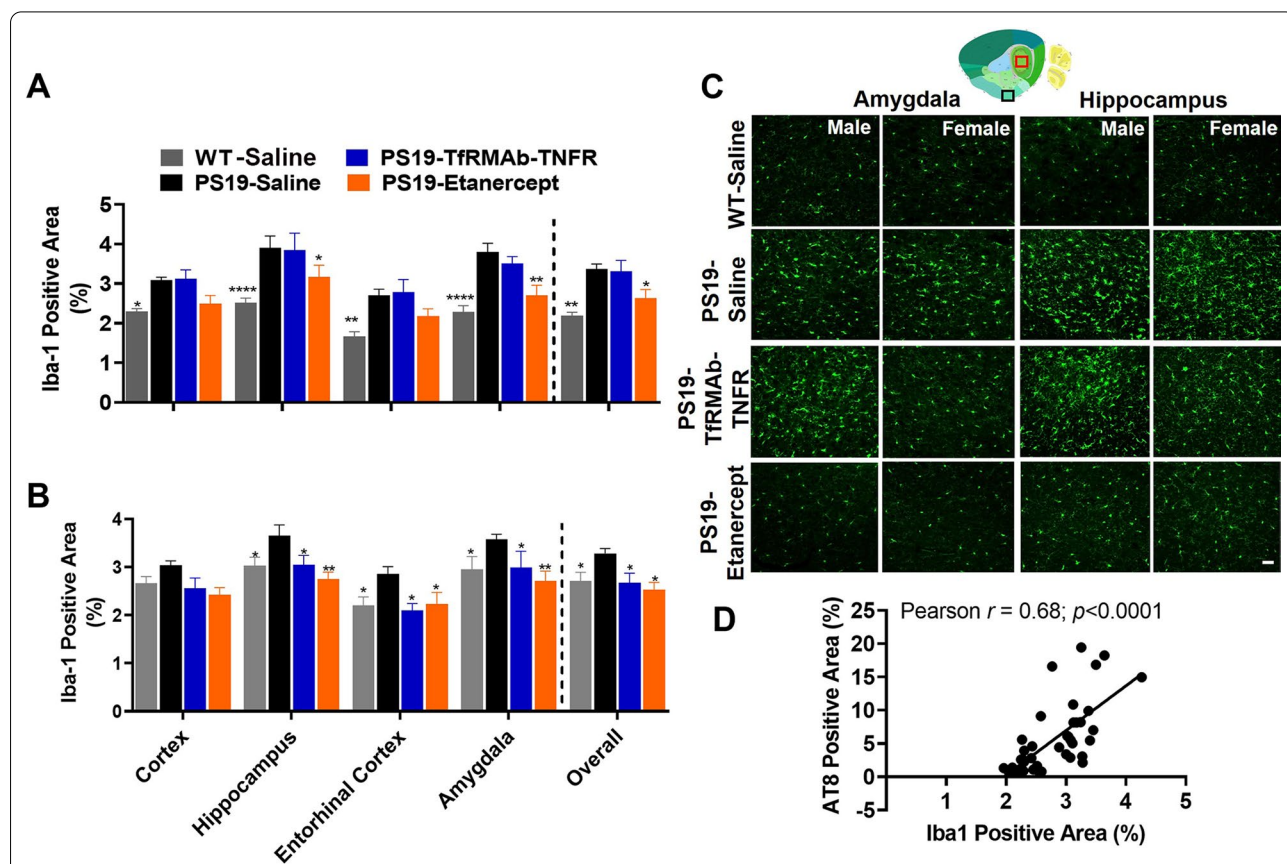 A
WT-Saline PS19-TfRMAb-TNFR
PS19-Saline PS19-Etanercept
Iba-1 Positive Area
(%)
5
4
3
2
1
0
* **** * ** **** ** ** *
B
Iba-1 Positive Area
(%)
4
3
2
1
0
* * ** * * * * * ** * * *
Cortex
Hippocampus
Entorhinal Cortex
Amygdala
Overall
C
Amygdala Hippocampus
Male Female Male Female
WT-Saline
PS19-
Saline
PS19-
TfRMAb-
TNFR
PS19-
Etanercept
D
Pearson r = 0.68; p<0.0001
AT8 Positive Area (%)
25
20
15
10
5
0
-5
1 2 3 4 5
Iba1 Positive Area (%)